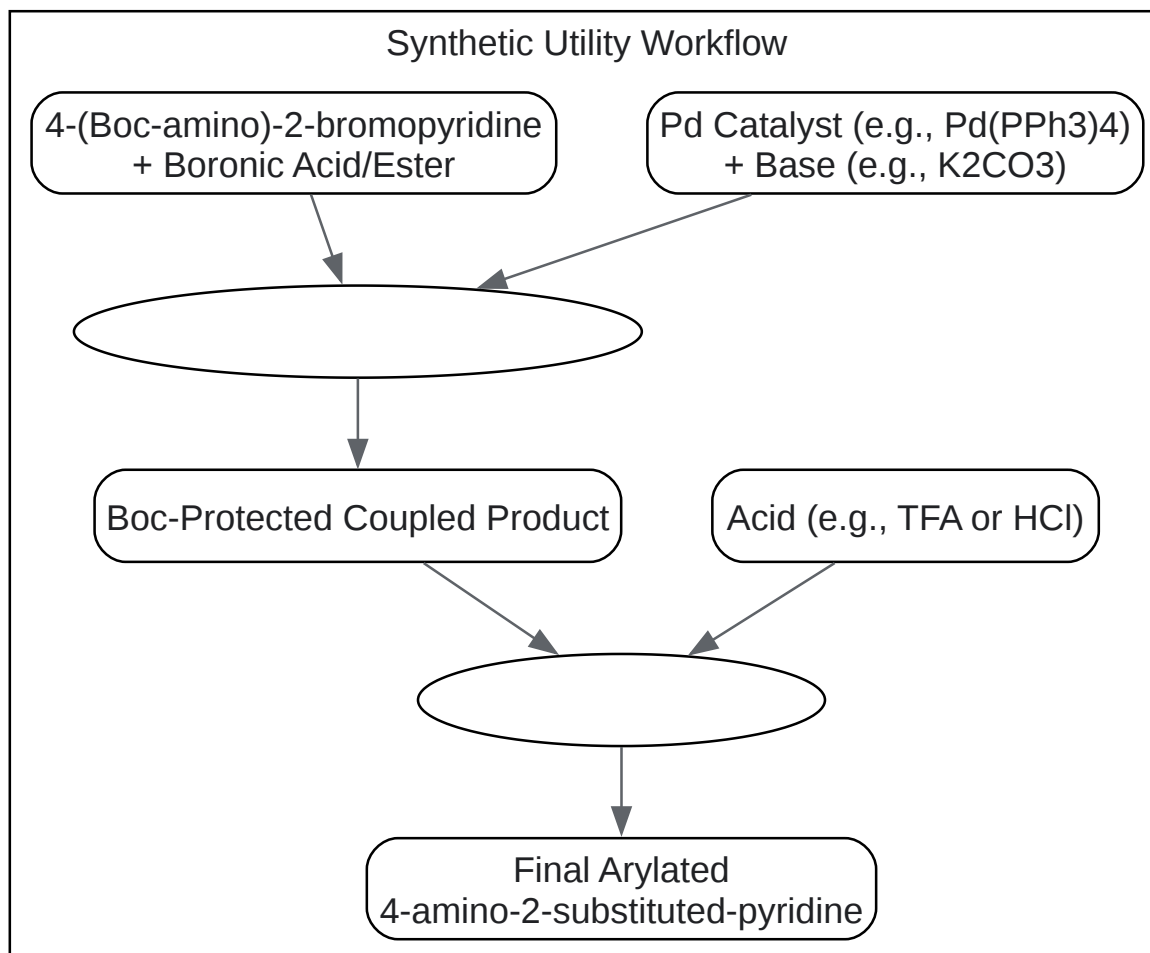 Synthetic Utility Workflow
4-(Boc-amino)-2-bromopyridine
+ Boronic Acid/Ester
Pd Catalyst (e.g., Pd(PPh3)4)
+ Base (e.g., K2CO3)
Boc-Protected Coupled Product
Acid (e.g., TFA or HCl)
Final Arylated
4-amino-2-substituted-pyridine